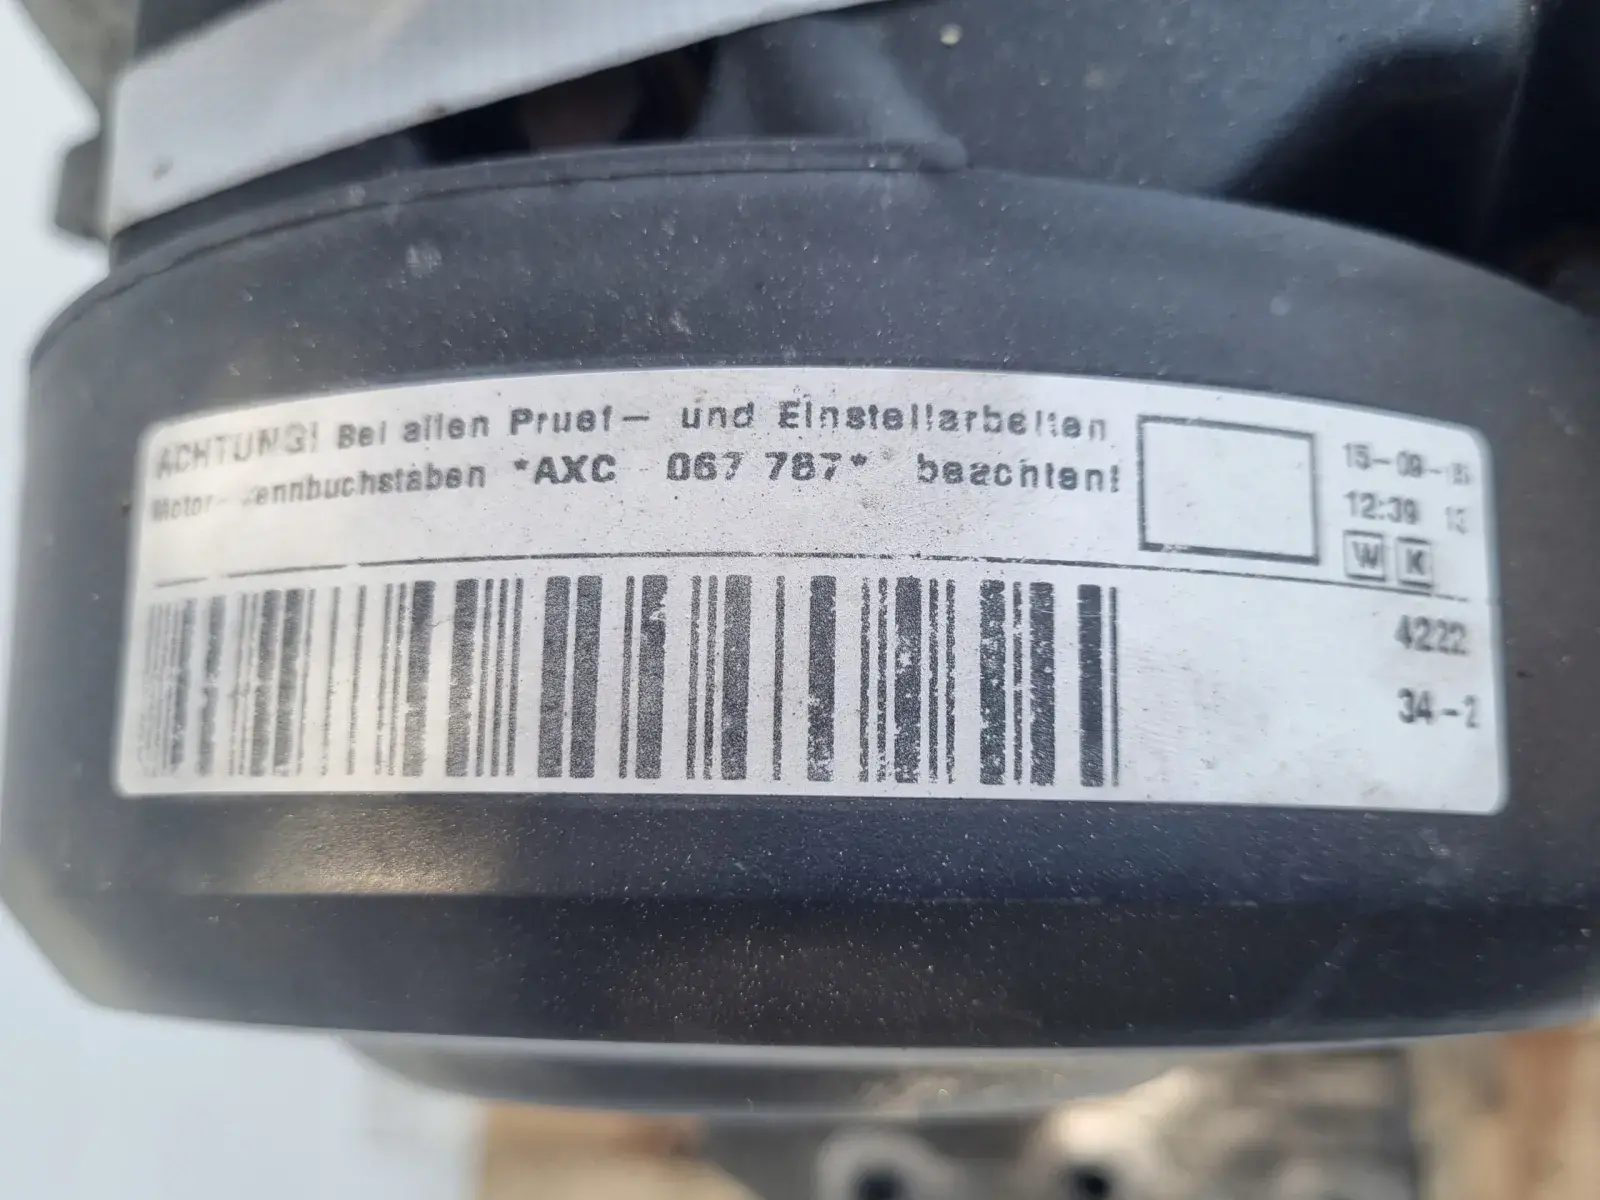 ACHTUNG! Bei allen Pruef- und Einstellarbeiten
Motor-Kennbuchstaben *AXC 067 787* beachten!
15-09-
12:39
W K
4222
34-2